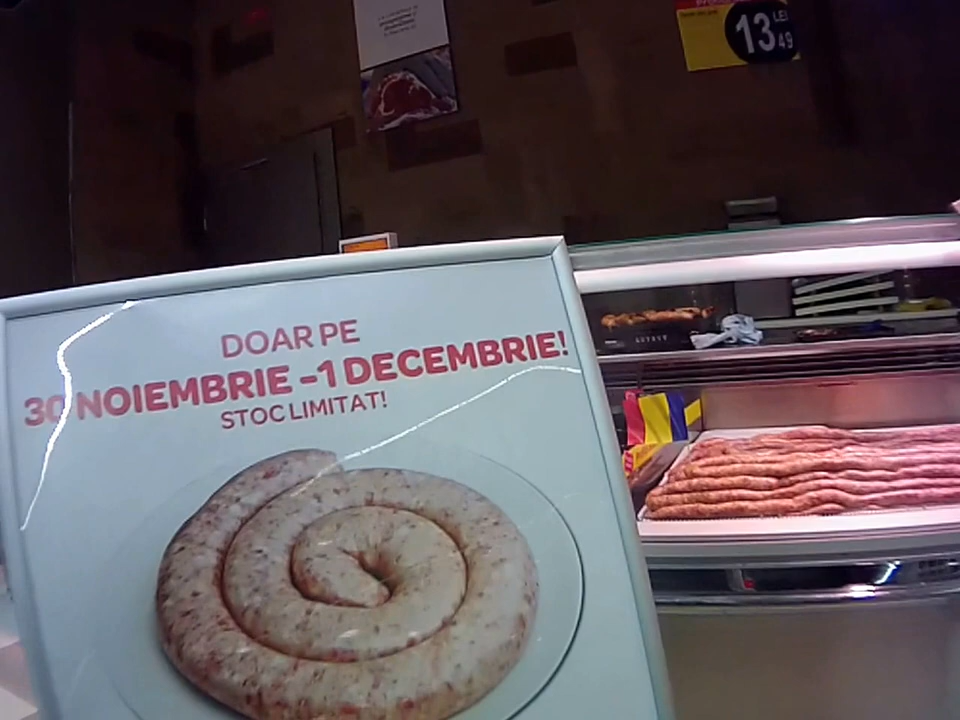 13 LEI
49
DOAR PE
30 NOIEMBRIE - 1 DECEMBRIE!
STOC LIMITAT!